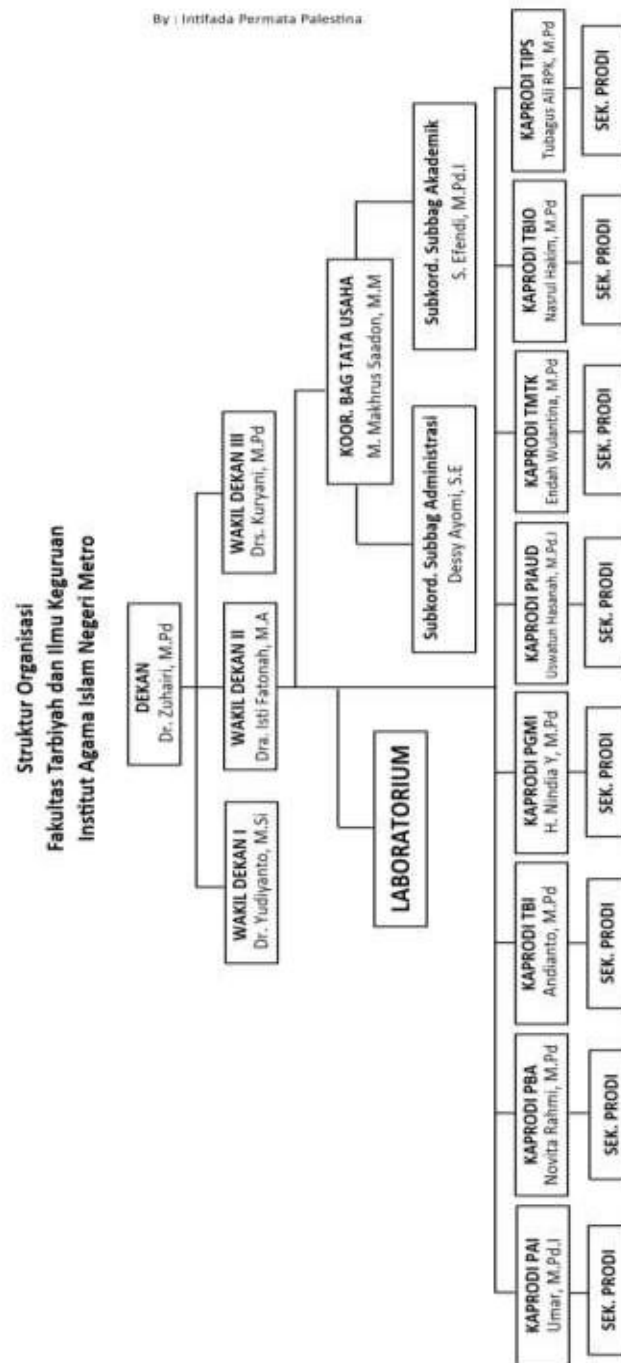 By : Intifada Permata Palestina
Struktur Organisasi
Fakultas Tarbiyah dan Ilmu Keguruan
Institut Agama Islam Negeri Metro
DEKAN
Dr. Zuhairi, M.Pd
WAKIL DEKAN I
Dr. Yudiyanto, M.Si
WAKIL DEKAN II
Dra. Isti Fatonah, M.A
WAKIL DEKAN III
Drs. Kuryani, M.Pd
KOOR. BAG TATA USAHA
M. Makhrus Saadon, M.M
LABORATORIUM
Subkord. Subbag Administrasi
Dessy Ayomi, S.E
Subkord. Subbag Akademik
S. Efendi, M.Pd.I
KAPRODI PAI
Umar, M.Pd.I
KAPRODI PBA
Novita Rahmi, M.Pd
KAPRODI TBI
Andianto, M.Pd
KAPRODI PGMI
H. Nindia Y, M.Pd
KAPRODI PIAUD
Uswatun Hasanah, M.Pd.I
KAPRODI TMTK
Endah Wulantina, M.Pd
KAPRODI TBIO
Nasrul Hakim, M.Pd
KAPRODI TIPS
Tubagus Ali RPK, M.Pd
SEK. PRODI
SEK. PRODI
SEK. PRODI
SEK. PRODI
SEK. PRODI
SEK. PRODI
SEK. PRODI
SEK. PRODI